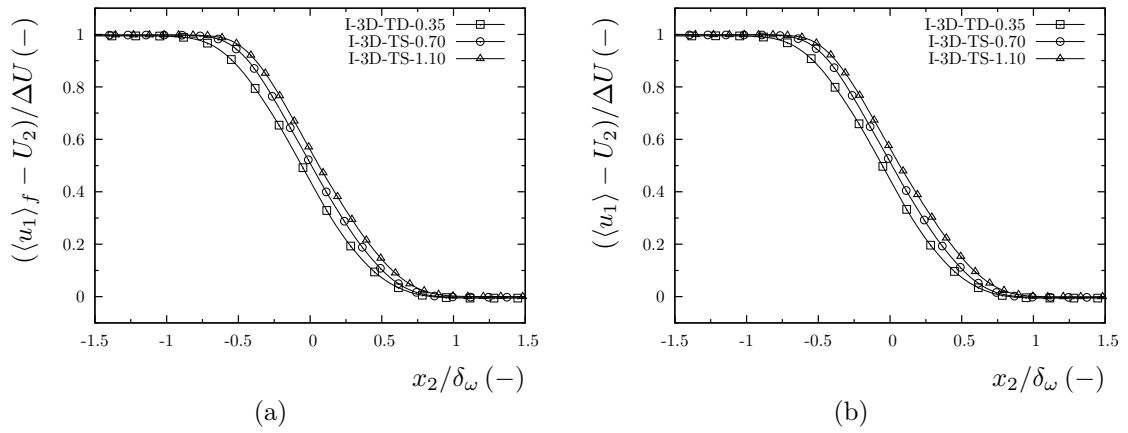 (⟨u₁⟩_f − U₂)/ΔU (−)
1
0.8
0.6
0.4
0.2
0
I-3D-TD-0.35
I-3D-TS-0.70
I-3D-TS-1.10
-1.5 -1 -0.5 0 0.5 1 1.5
x₂/δ_ω (−)
(a)
(⟨u₁⟩ − U₂)/ΔU (−)
1
0.8
0.6
0.4
0.2
0
I-3D-TD-0.35
I-3D-TS-0.70
I-3D-TS-1.10
-1.5 -1 -0.5 0 0.5 1 1.5
x₂/δ_ω (−)
(b)